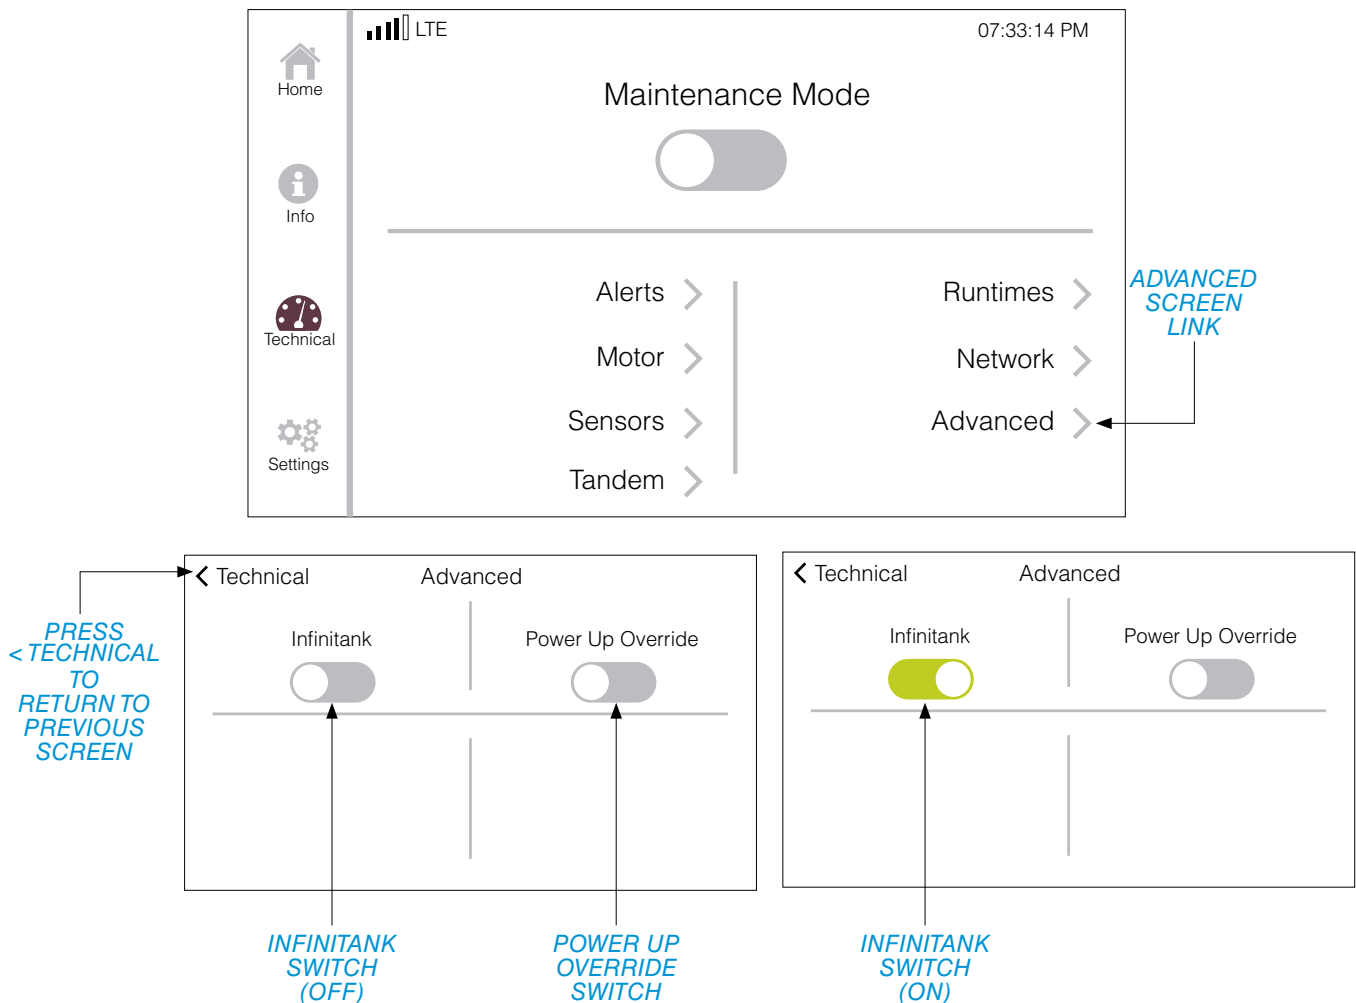 LTE
07:33:14 PM
Home
Info
Technical
Settings
Maintenance Mode
Alerts
Motor
Sensors
Tandem
Runtimes
Network
Advanced
ADVANCED
SCREEN
LINK
PRESS
< TECHNICAL
TO
RETURN TO
PREVIOUS
SCREEN
Technical
Advanced
Infinitank
Power Up Override
INFINITANK
SWITCH
(OFF)
POWER UP
OVERRIDE
SWITCH
Technical
Advanced
Infinitank
Power Up Override
INFINITANK
SWITCH
(ON)